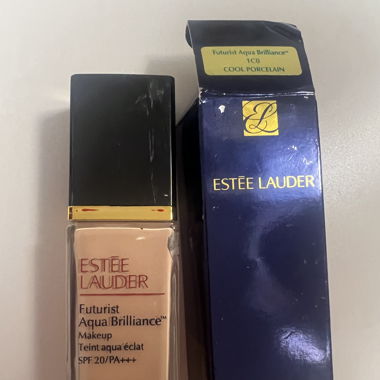 Futurist Aqua Brilliance™
1C0
COOL PORCELAIN
ESTĒE LAUDER
ESTĒE
LAUDER
Futurist
Aqua Brilliance™
Makeup
Teint aqua éclat
SPF 20/PA+++